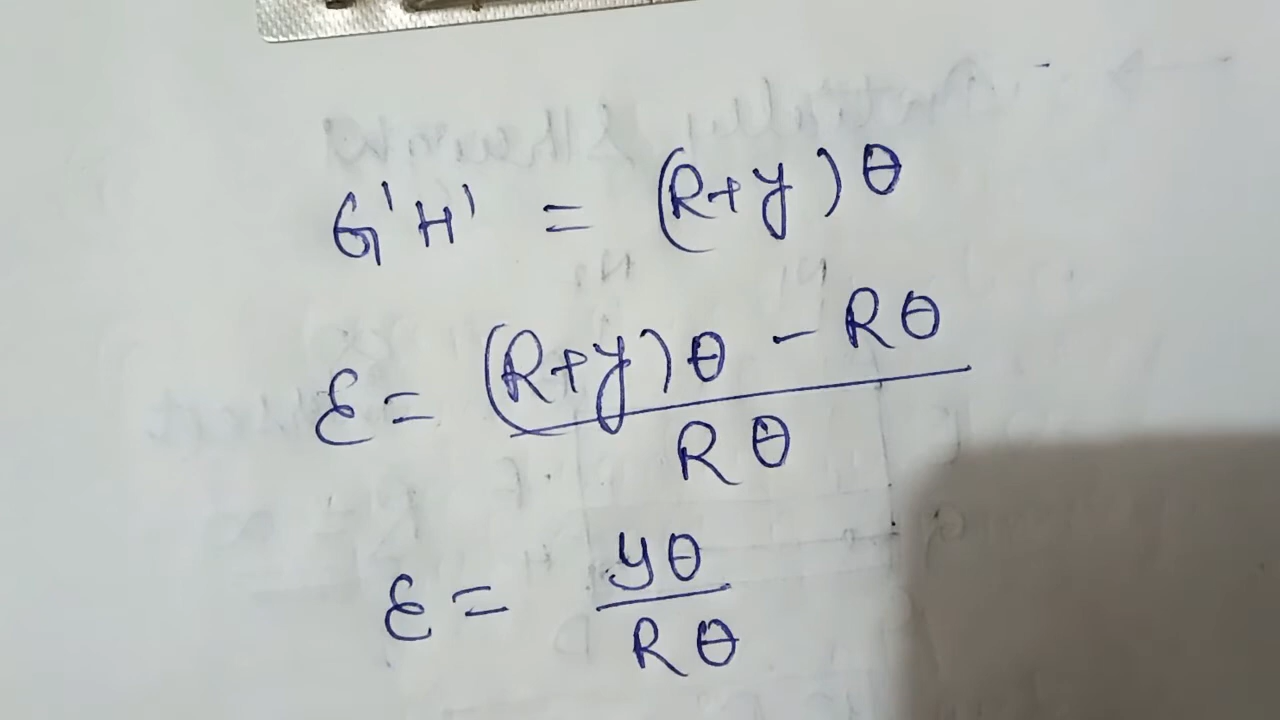 G'H' = (R+y)θ
ε = (R+y)θ - Rθ
Rθ
ε = yθ
Rθ